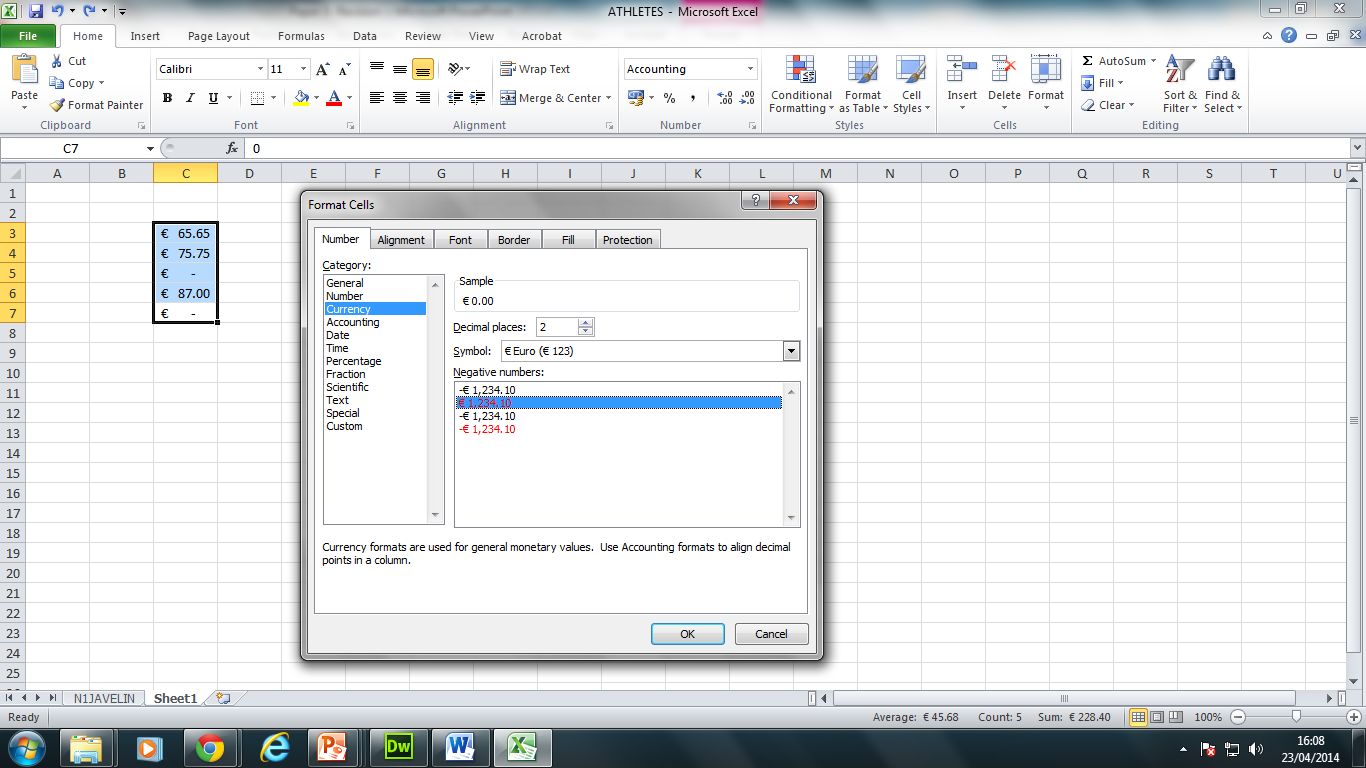 ATHLETES - Microsoft Excel
File Home Insert Page Layout Formulas Data Review View Acrobat
Paste
Cut
Copy
Format Painter
Clipboard
Calibri 11
B I U
Font
Wrap Text
Merge & Center
Alignment
Accounting
% ,
Number
Conditional Formatting
Format as Table
Cell Styles
Styles
Insert
Delete
Format
Cells
Σ AutoSum
Fill
Clear
Sort & Filter
Find & Select
Editing
C7 fx 0
A B C D E F G H I J K L M N O P Q R S T U
1
2
3 € 65.65
4 € 75.75
5 € -
6 € 87.00
7 € -
8
9
10
11
12
13
14
15
16
17
18
19
20
21
22
23
24
25
Format Cells
Number Alignment Font Border Fill Protection
Category:
General
Number
Currency
Accounting
Date
Time
Percentage
Fraction
Scientific
Text
Special
Custom
Sample
€ 0.00
Decimal places: 2
Symbol: € Euro (€ 123)
Negative numbers:
-€ 1,234.10
€ 1,234.10
-€ 1,234.10
-€ 1,234.10
Currency formats are used for general monetary values. Use Accounting formats to align decimal
points in a column.
OK Cancel
N1JAVELIN Sheet1
Ready Average: € 45.68 Count: 5 Sum: € 228.40 100%
Dw W
16:08
23/04/2014